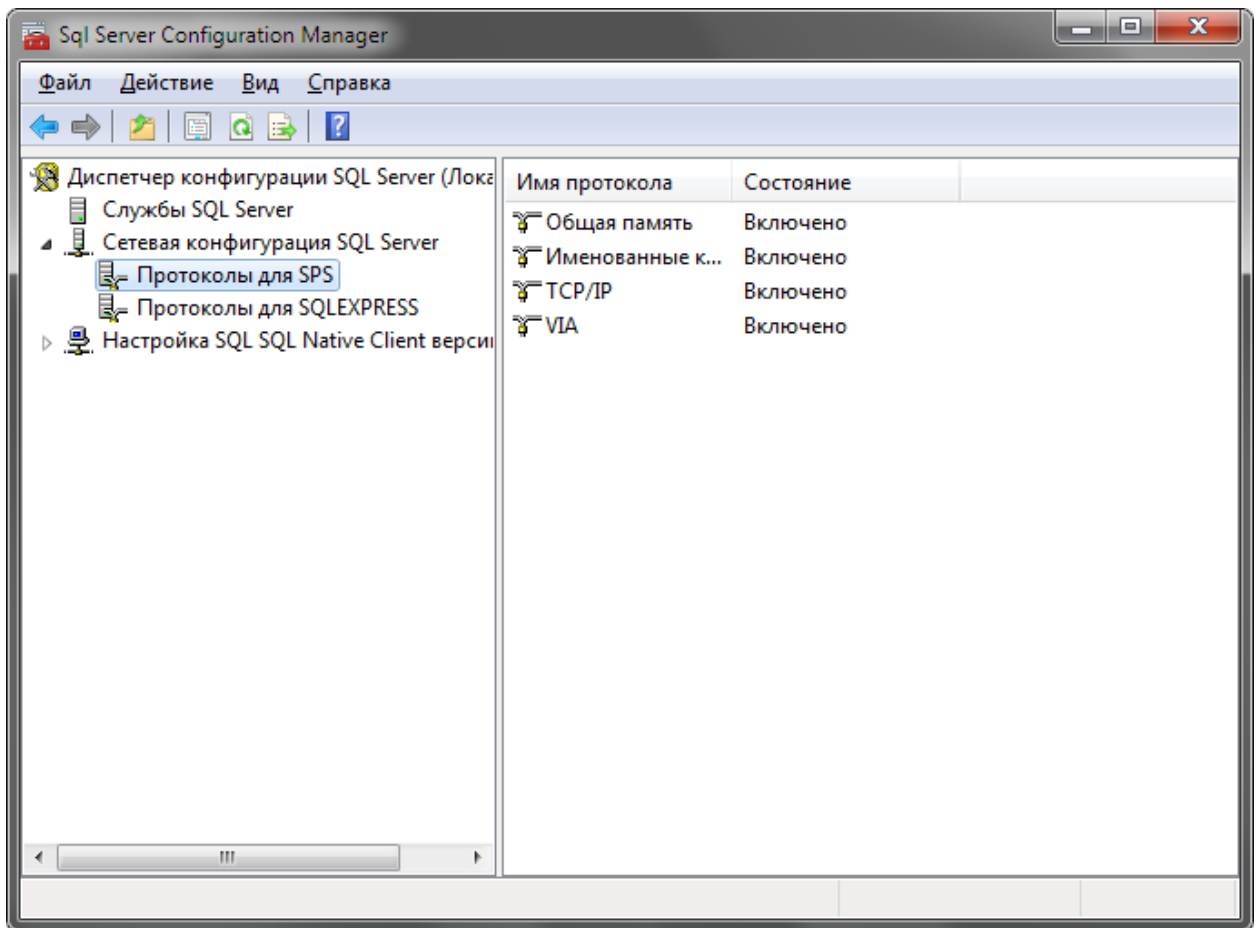 Sql Server Configuration Manager
Файл Действие Вид Справка
Диспетчер конфигурации SQL Server (Лока
Службы SQL Server
Сетевая конфигурация SQL Server
Протоколы для SPS
Протоколы для SQLEXPRESS
Настройка SQL SQL Native Client верси
Имя протокола Состояние
Общая память Включено
Именованные к... Включено
TCP/IP Включено
VIA Включено